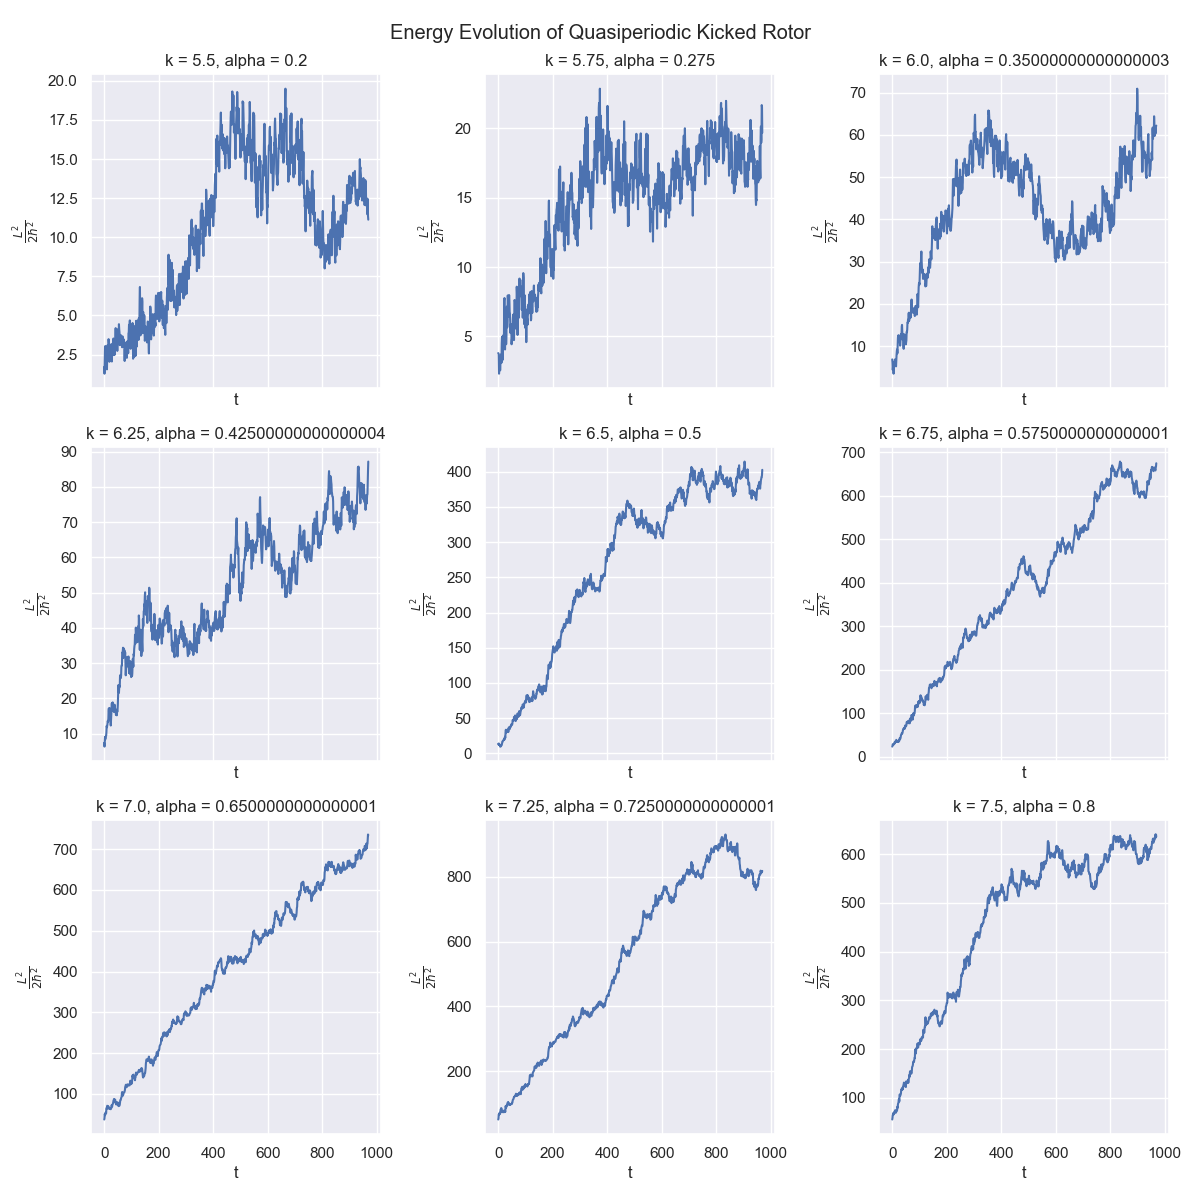 Energy Evolution of Quasiperiodic Kicked Rotor
k = 5.5, alpha = 0.2
20.0
17.5
15.0
12.5
10.0
7.5
5.0
2.5
L²/2ħ²
t
k = 5.75, alpha = 0.275
20
15
10
5
L²/2ħ²
t
k = 6.0, alpha = 0.35000000000000003
70
60
50
40
30
20
10
L²/2ħ²
t
k = 6.25, alpha = 0.42500000000000004
90
80
70
60
50
40
30
20
10
L²/2ħ²
t
k = 6.5, alpha = 0.5
400
350
300
250
200
150
100
50
0
L²/2ħ²
t
k = 6.75, alpha = 0.57500000000000001
700
600
500
400
300
200
100
0
L²/2ħ²
t
k = 7.0, alpha = 0.6500000000000001
700
600
500
400
300
200
100
L²/2ħ²
0 200 400 600 800 1000
t
k = 7.25, alpha = 0.7250000000000001
800
600
400
200
L²/2ħ²
0 200 400 600 800 1000
t
k = 7.5, alpha = 0.8
600
500
400
300
200
100
L²/2ħ²
0 200 400 600 800 1000
t